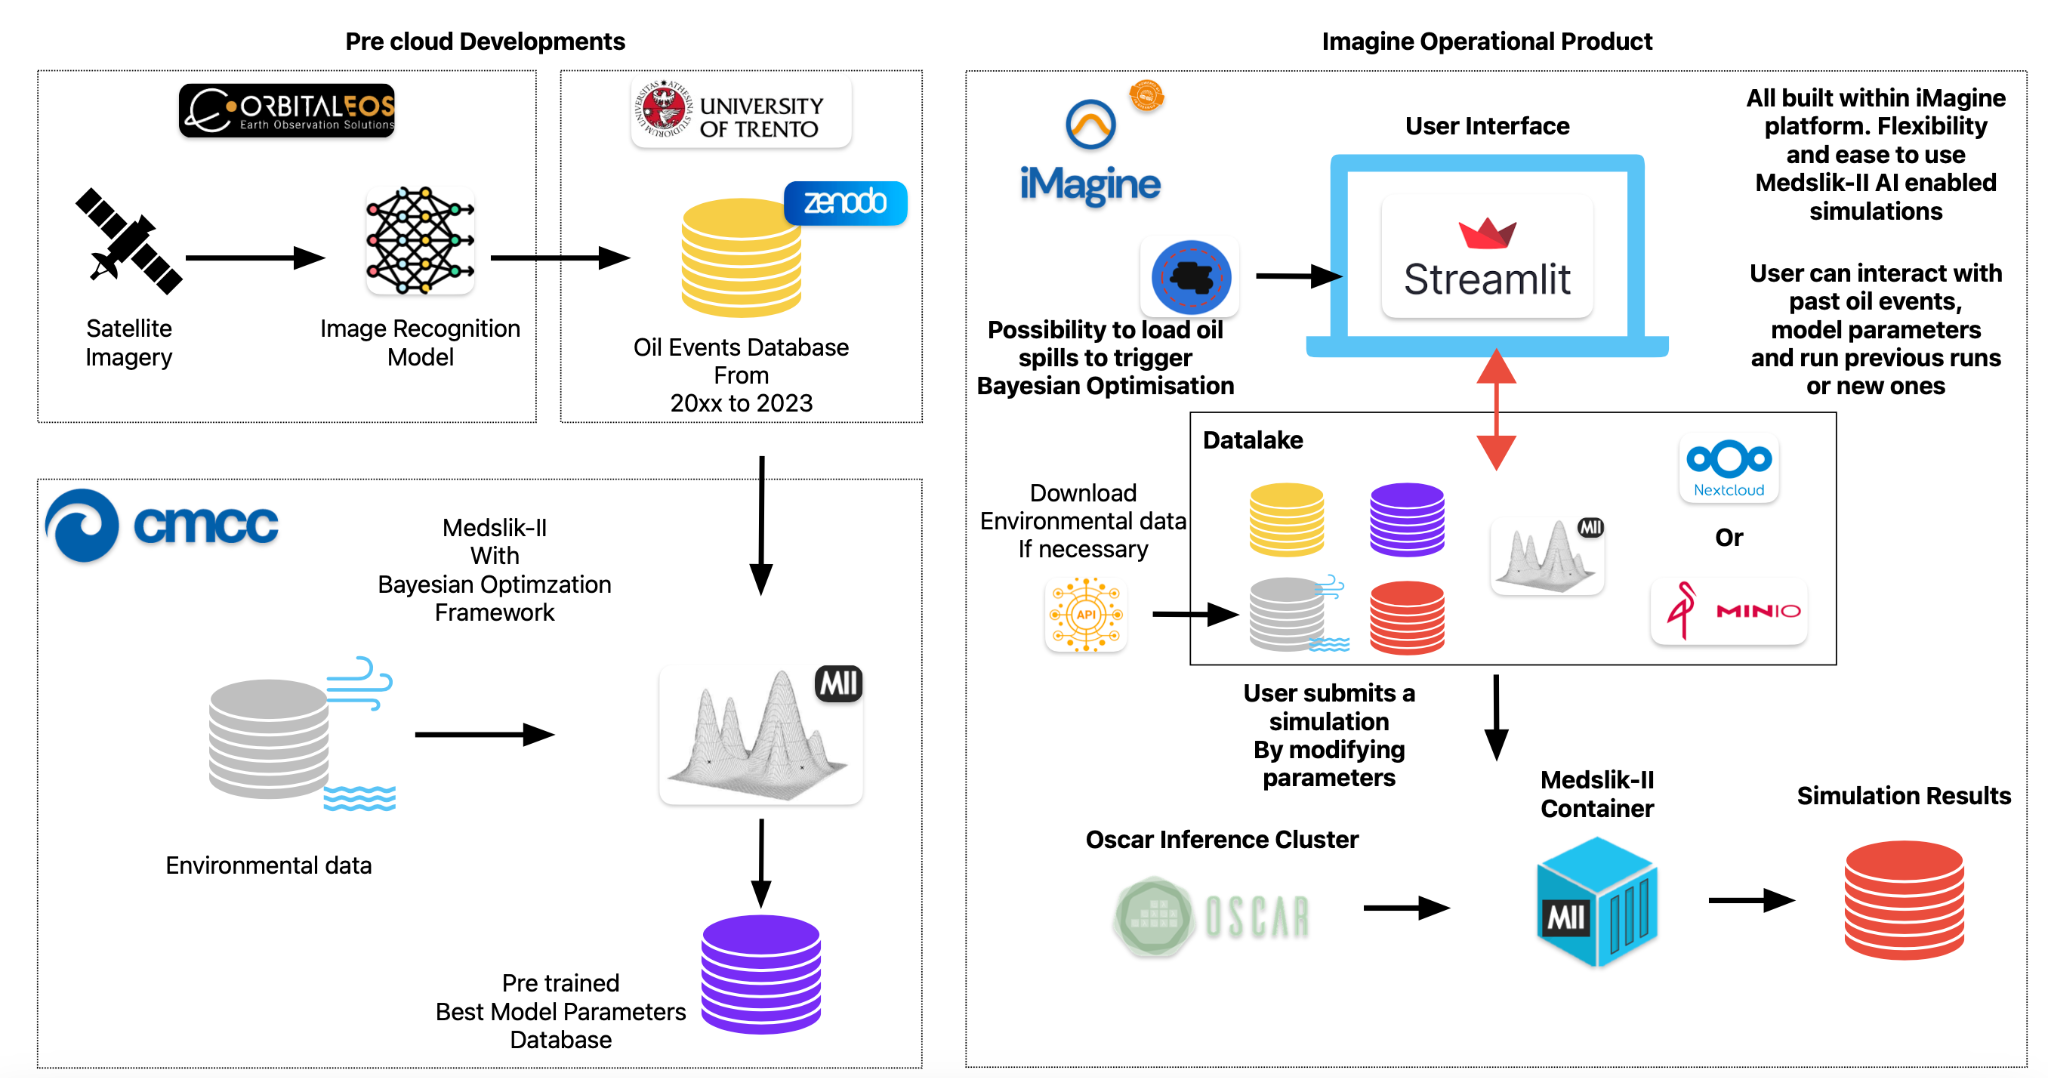 Pre cloud Developments
ORBITALEOS
Earth Observation Solutions
UNIVERSITY
OF TRENTO
zenodo
Satellite
Imagery
Image Recognition
Model
Oil Events Database
From
20xx to 2023
cmcc
Medslik-II
With
Bayesian Optimzation
Framework
MII
Environmental data
Pre trained
Best Model Parameters
Database
Imagine Operational Product
iMagine
User Interface
Streamlit
All built within iMagine
platform. Flexibility
and ease to use
Medslik-II AI enabled
simulations
User can interact with
past oil events,
model parameters
and run previous runs
or new ones
Possibility to load oil
spills to trigger
Bayesian Optimisation
Datalake
Download
Environmental data
If necessary
API
MII
Nextcloud
Or
MINIO
User submits a
simulation
By modifying
parameters
Oscar Inference Cluster
OSCAR
Medslik-II
Container
MII
Simulation Results